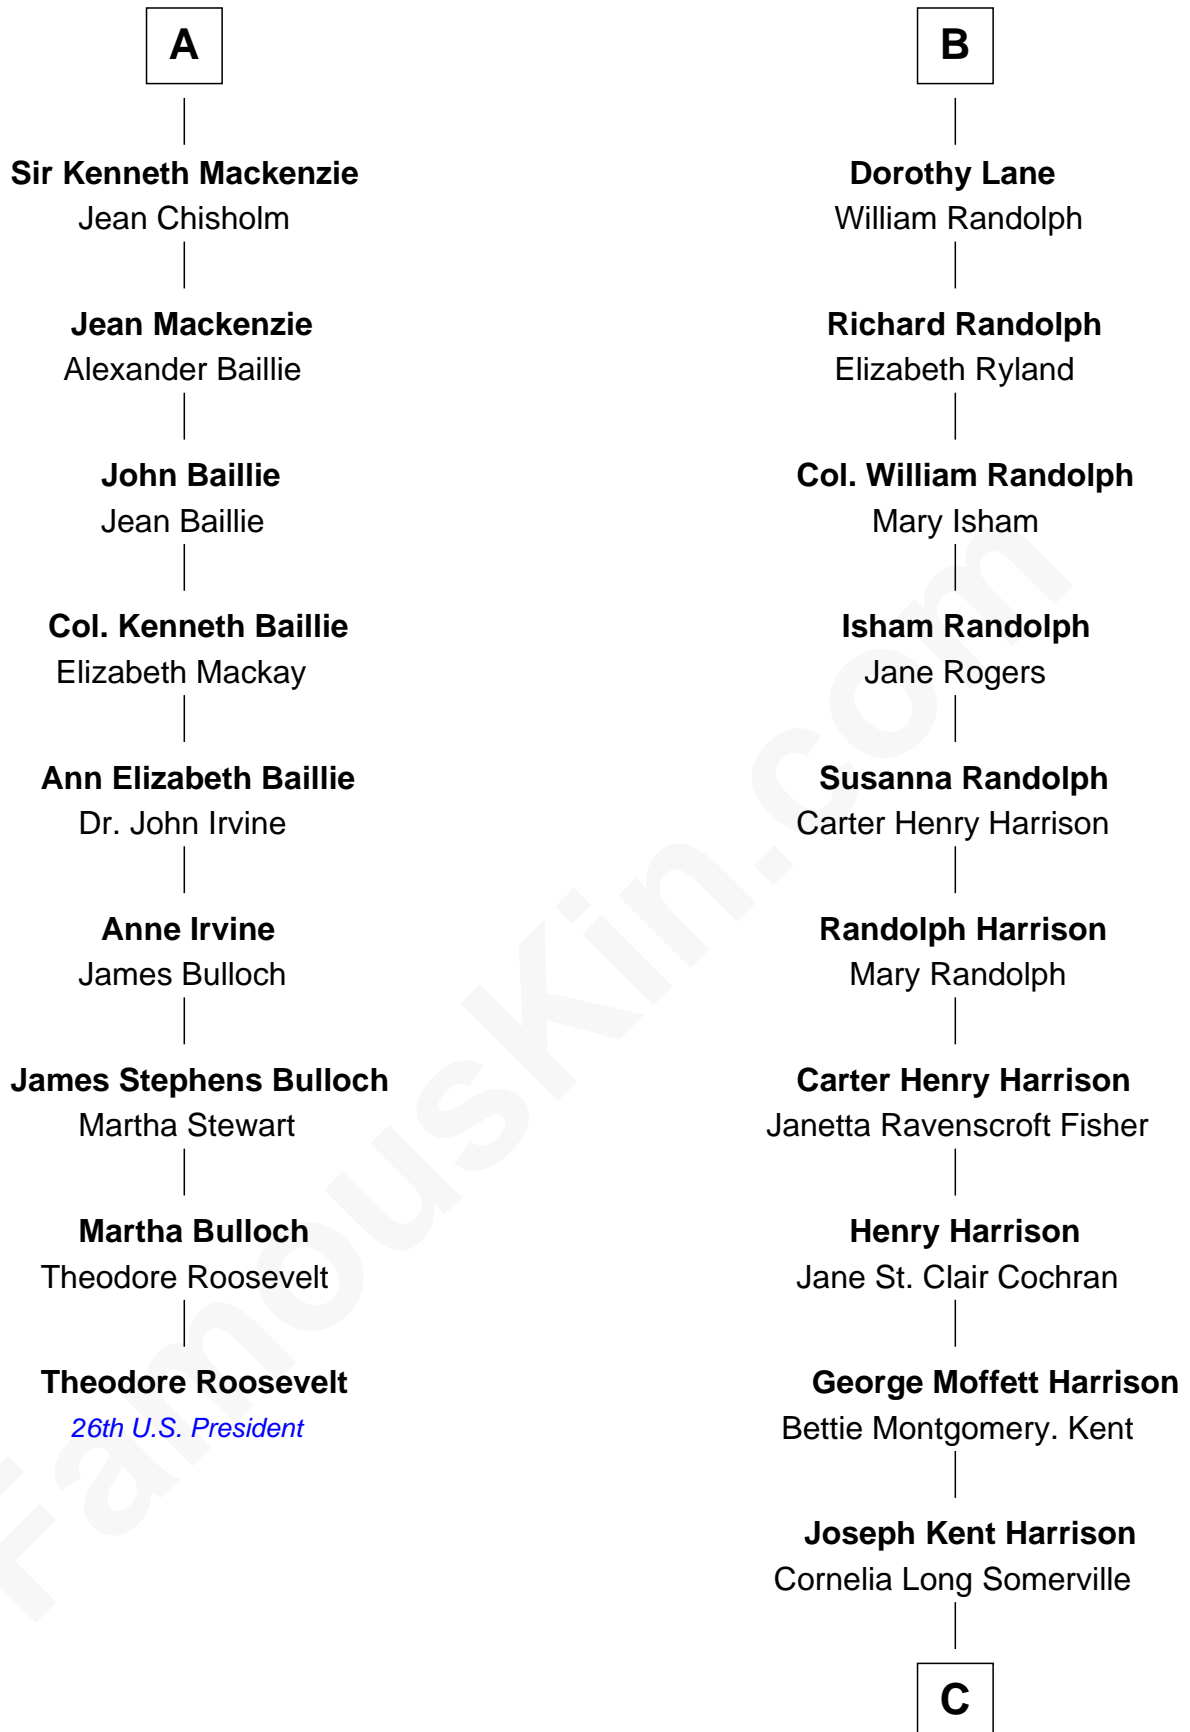 A
Sir Kenneth Mackenzie
Jean Chisholm
Jean Mackenzie
Alexander Baillie
John Baillie
Jean Baillie
Col. Kenneth Baillie
Elizabeth Mackay
Ann Elizabeth Baillie
Dr. John Irvine
Anne Irvine
James Bulloch
James Stephens Bulloch
Martha Stewart
Martha Bulloch
Theodore Roosevelt
Theodore Roosevelt
26th U.S. President
B
Dorothy Lane
William Randolph
Richard Randolph
Elizabeth Ryland
Col. William Randolph
Mary Isham
Isham Randolph
Jane Rogers
Susanna Randolph
Carter Henry Harrison
Randolph Harrison
Mary Randolph
Carter Henry Harrison
Janetta Ravenscroft Fisher
Henry Harrison
Jane St. Clair Cochran
George Moffett Harrison
Bettie Montgomery. Kent
Joseph Kent Harrison
Cornelia Long Somerville
C
FamousKin.com